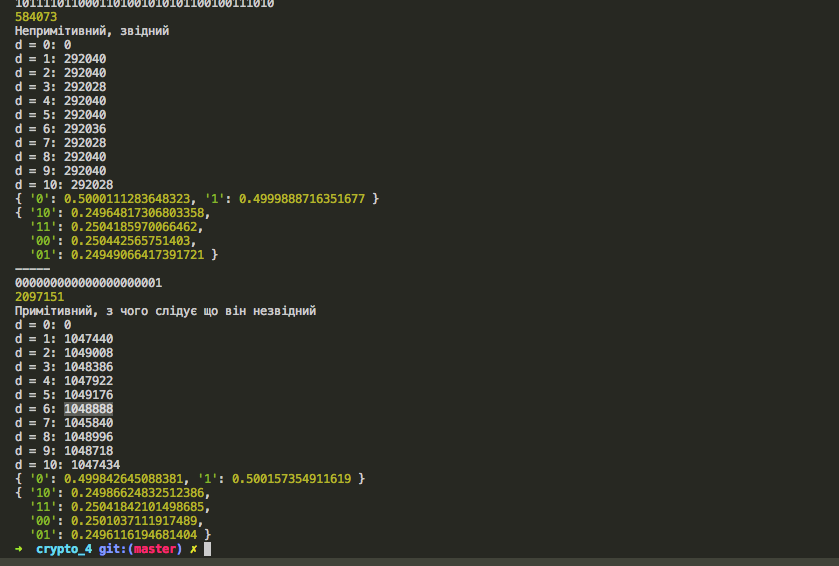 584073
Непримітивний, звідний
d = 0: 0
d = 1: 292040
d = 2: 292040
d = 3: 292028
d = 4: 292040
d = 5: 292040
d = 6: 292036
d = 7: 292028
d = 8: 292040
d = 9: 292040
d = 10: 292028
{ '0': 0.5000111283648323, '1': 0.4999888716351677 }
{ '10': 0.24964817306803358,
'11': 0.2504185970066462,
'00': 0.250442565751403,
'01': 0.24949066417391721 }
-----
000000000000000000001
2097151
Примітивний, з чого слідує що він незвідний
d = 0: 0
d = 1: 1047440
d = 2: 1049008
d = 3: 1048386
d = 4: 1047922
d = 5: 1049176
d = 6: 1048888
d = 7: 1045840
d = 8: 1048996
d = 9: 1048718
d = 10: 1047434
{ '0': 0.499842645088381, '1': 0.500157354911619 }
{ '10': 0.24986624832512386,
'11': 0.25041842101498685,
'00': 0.2501037111917489,
'01': 0.2496116194681404 }
➜ crypto_4 git:(master) ✗